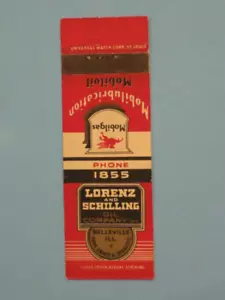 Mobiloil
Mobilubrication
Mobilgas
PHONE
1855
LORENZ
AND
SCHILLING
OIL
COMPANY
BELLEVILLE
ILL.